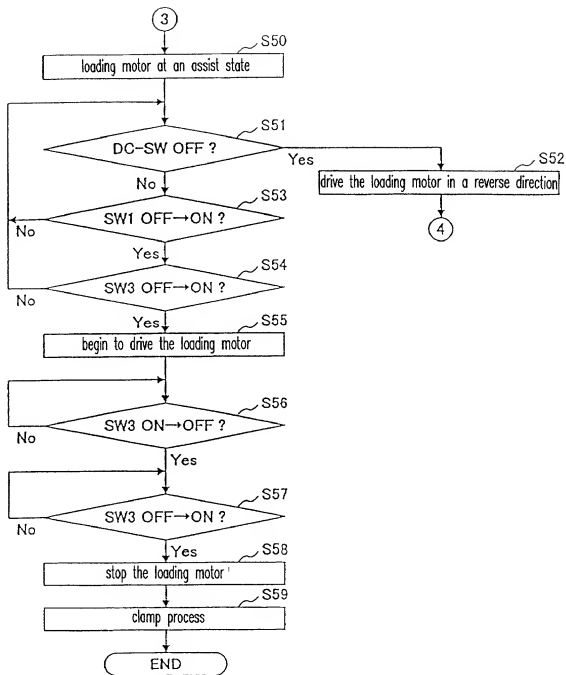 3
S50
loading motor at an assist state
S51
DC-SW OFF ?
Yes
S52
drive the loading motor in a reverse direction
4
No
S53
SW1 OFF→ON ?
No
Yes
S54
SW3 OFF→ON ?
No
Yes
S55
begin to drive the loading motor
S56
SW3 ON→OFF ?
No
Yes
S57
SW3 OFF→ON ?
No
Yes
S58
stop the loading motor
S59
clamp process
END